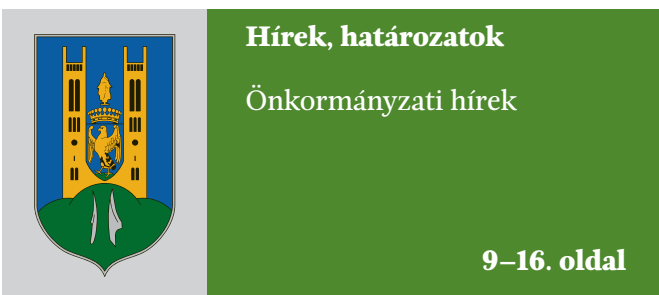 Hírek, határozatok
Önkormányzati hírek
9–16. oldal